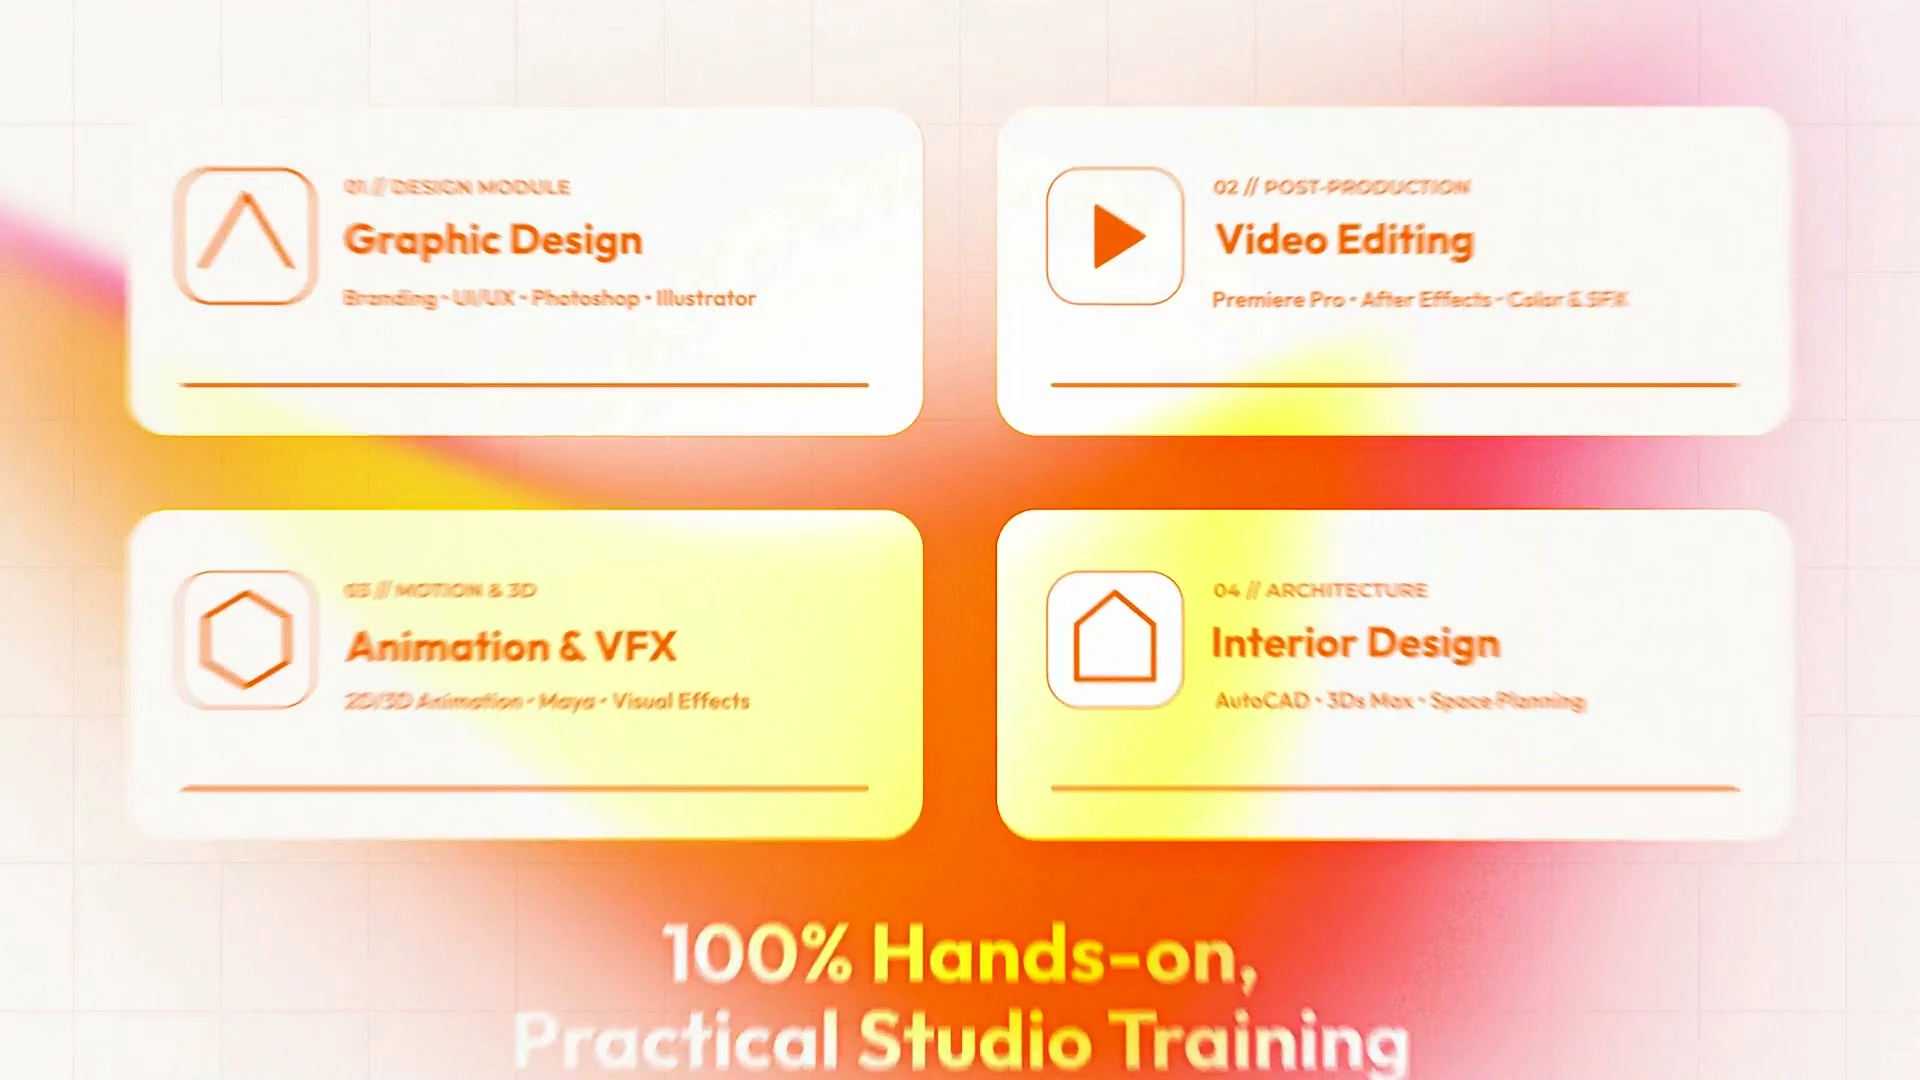 01 // DESIGN MODULE
Graphic Design
Branding • UI/UX • Photoshop • Illustrator
02 // POST-PRODUCTION
Video Editing
Premiere Pro • After Effects • Color & SFX
03 // MOTION & 3D
Animation & VFX
2D/3D Animation • Maya • Visual Effects
04 // ARCHITECTURE
Interior Design
AutoCAD • 3Ds Max • Space Planning
100% Hands-on,
Practical Studio Training